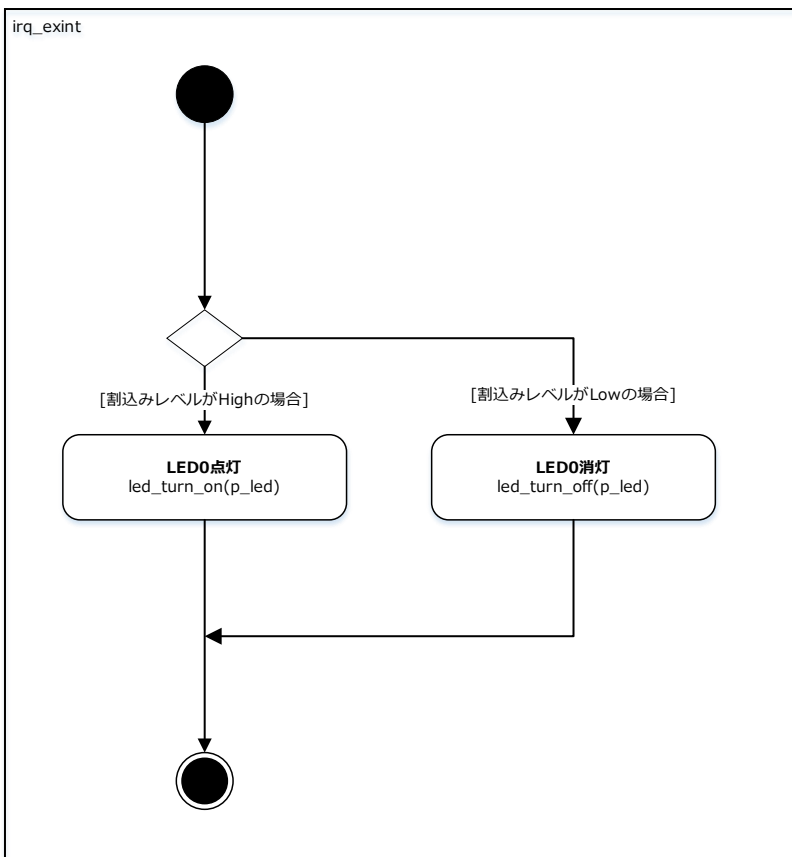 irq_exint
[割込みレベルがHighの場合]
[割込みレベルがLowの場合]
LED0点灯
led_turn_on(p_led)
LED0消灯
led_turn_off(p_led)